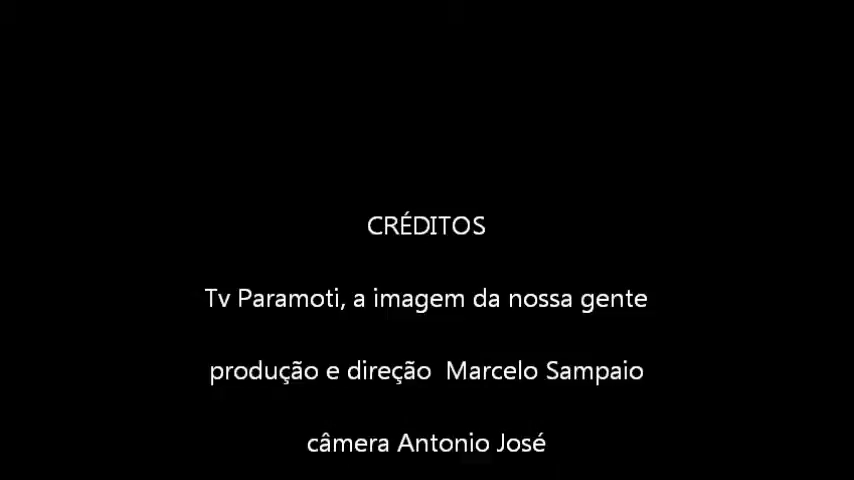 CRÉDITOS
Tv Paramoti, a imagem da nossa gente
produção e direção  Marcelo Sampaio
câmera Antonio José